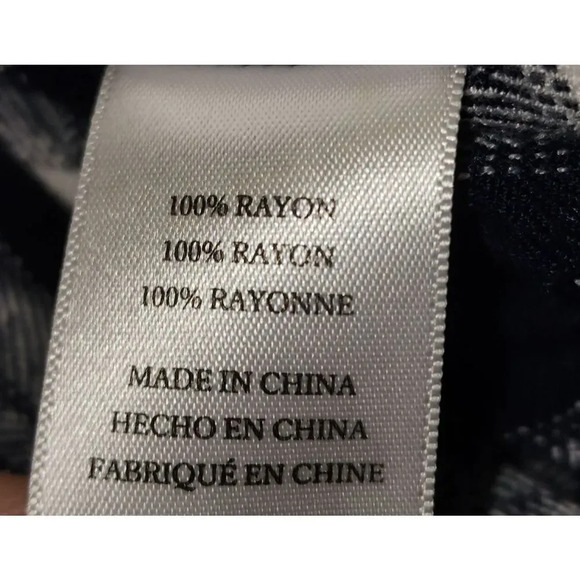 100% RAYON
100% RAYON
100% RAYONNE
MADE IN CHINA
HECHO EN CHINA
FABRIQUÉ EN CHINE